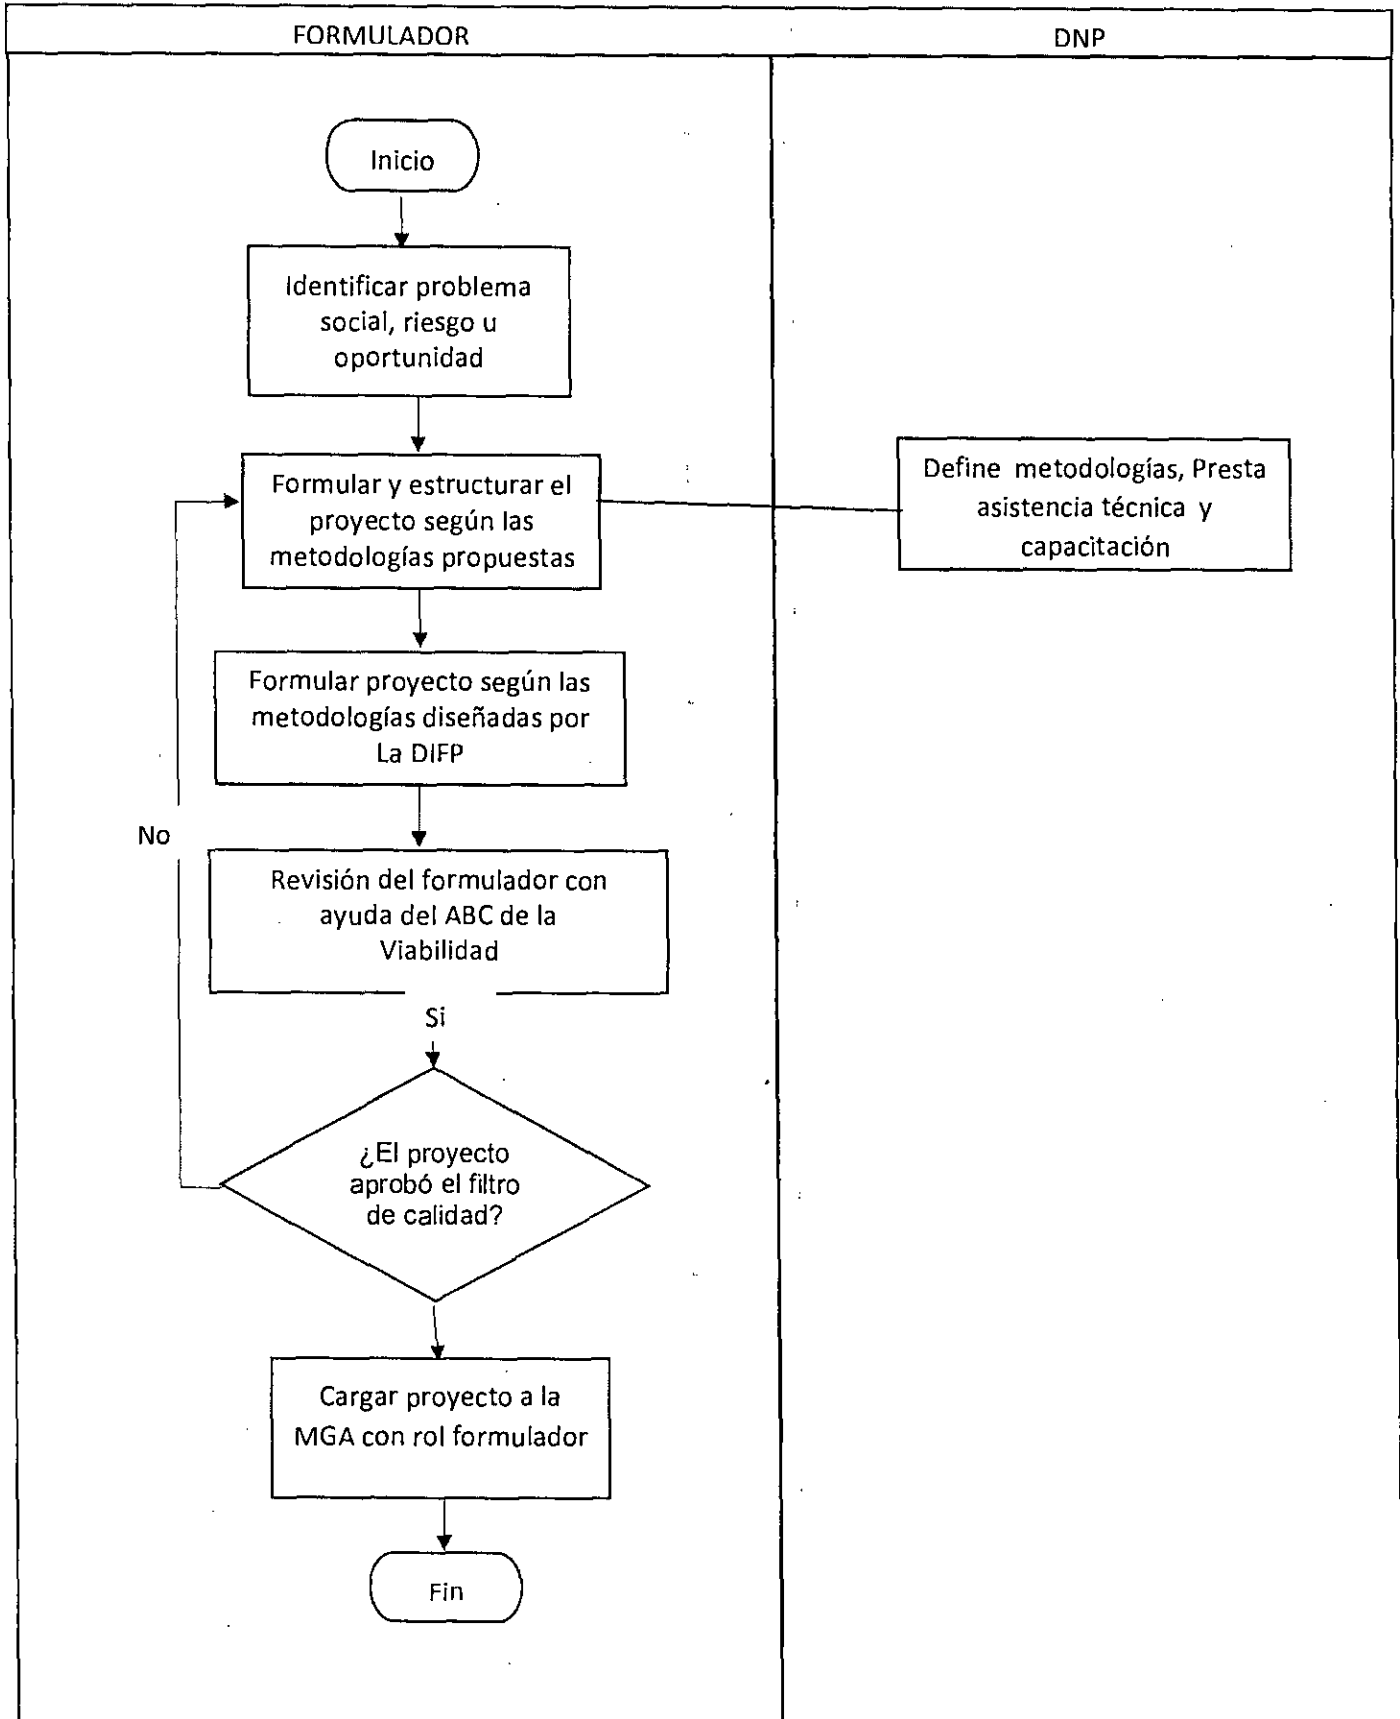 FORMULADOR
DNP
Inicio
Identificar problema
social, riesgo u
oportunidad
Formular y estructurar el
proyecto según las
metodologías propuestas
Define metodologías, Presta
asistencia técnica y
capacitación
Formular proyecto según las
metodologías diseñadas por
La DIFP
No
Revisión del formulador con
ayuda del ABC de la
Viabilidad
Si
¿El proyecto
aprobó el filtro
de calidad?
Cargar proyecto a la
MGA con rol formulador
Fin